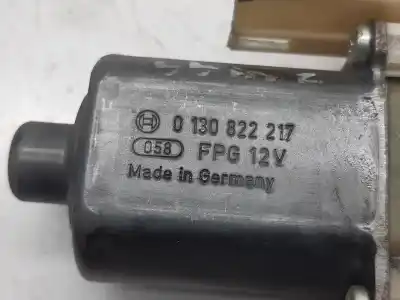 0 130 822 217
058 FPG 12V
Made in Germany